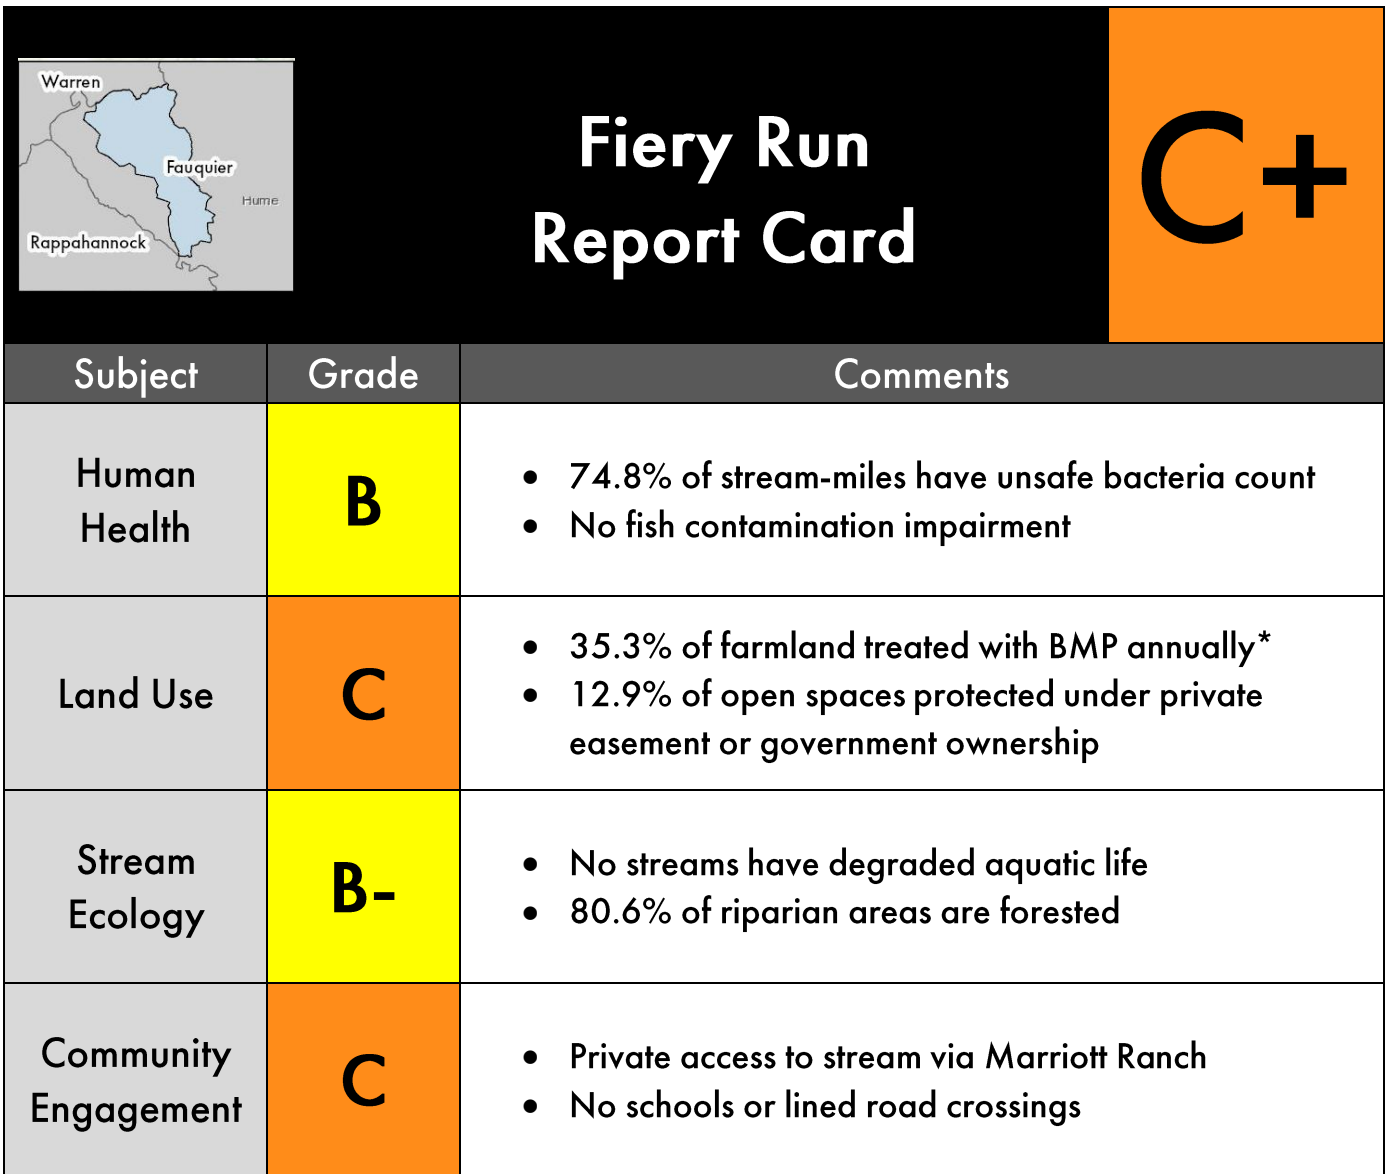 Warren
Fauquier
Hume
Rappahannock
Fiery Run
Report Card
C+
Subject
Grade
Comments
Human
Health
B
• 74.8% of stream-miles have unsafe bacteria count
• No fish contamination impairment
Land Use
C
• 35.3% of farmland treated with BMP annually*
• 12.9% of open spaces protected under private
easement or government ownership
Stream
Ecology
B-
• No streams have degraded aquatic life
• 80.6% of riparian areas are forested
Community
Engagement
C
• Private access to stream via Marriott Ranch
• No schools or lined road crossings